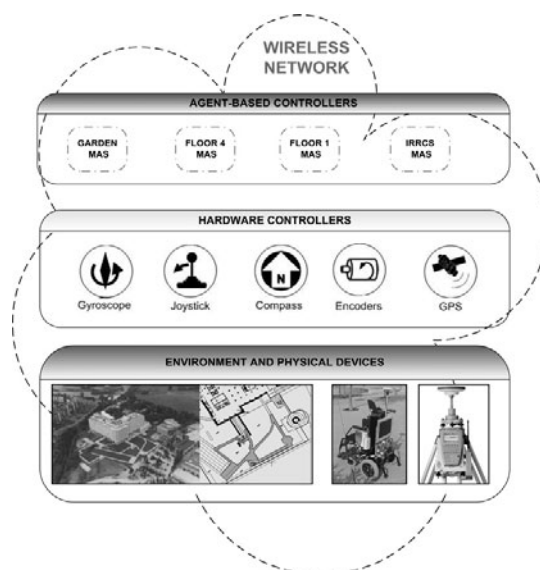 WIRELESS
NETWORK
AGENT-BASED CONTROLLERS
GARDEN
MAS
FLOOR 4
MAS
FLOOR 1
MAS
IRRCS
MAS
HARDWARE CONTROLLERS
N
Gyroscope
Joystick
Compass
Encoders
GPS
ENVIRONMENT AND PHYSICAL DEVICES